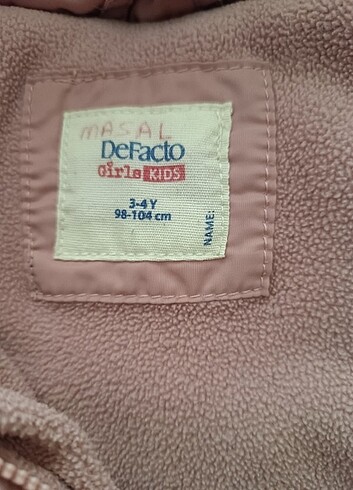 MASAL
DeFacto
Girls KIDS
3-4 Y
98-104 cm
NAME: